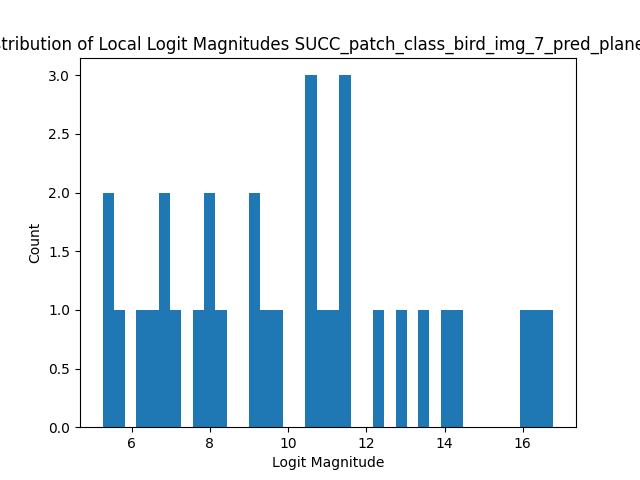 tribution of Local Logit Magnitudes SUCC_patch_class_bird_img_7_pred_plane
3.0
2.5
2.0
1.5
1.0
0.5
0.0
Count
6 8 10 12 14 16
Logit Magnitude